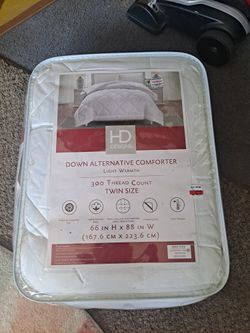 HD
DESIGNS
DOWN ALTERNATIVE COMFORTER
LIGHT WARMTH
300 THREAD COUNT
TWIN SIZE
66 IN H X 88 IN W
(167.6 CM X 223.6 CM)